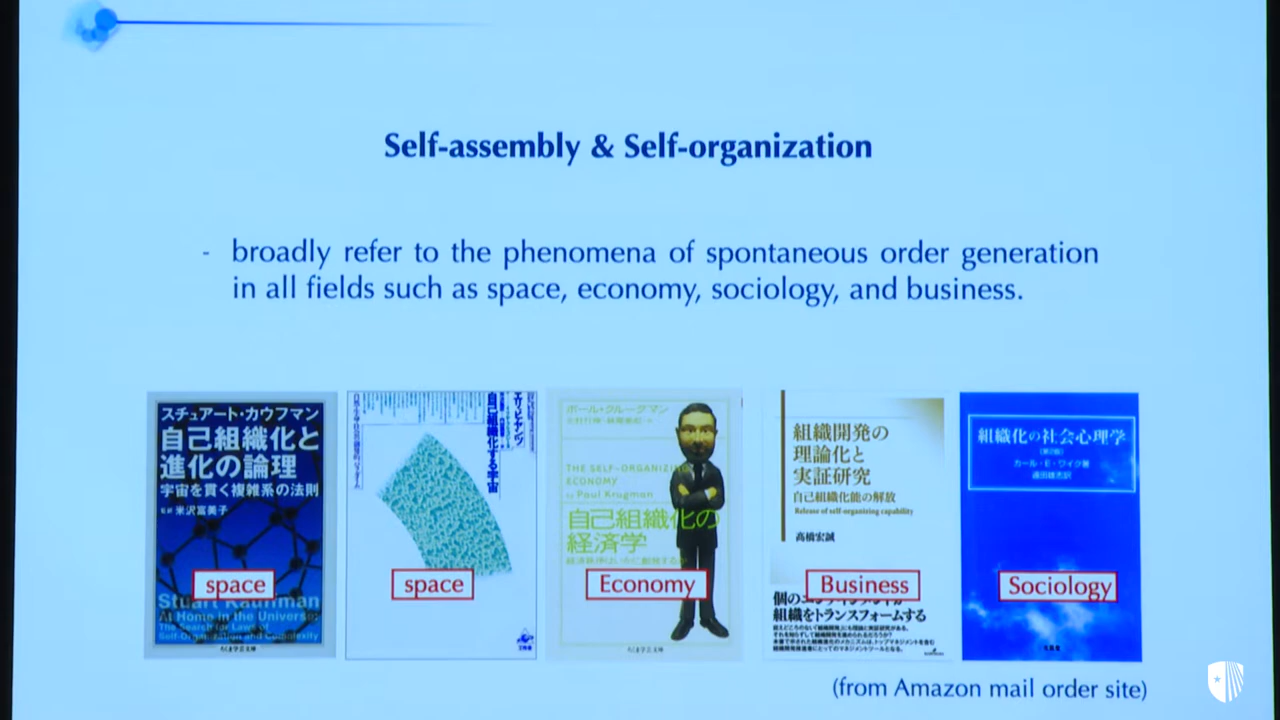 Self-assembly & Self-organization
- broadly refer to the phenomena of spontaneous order generation
in all fields such as space, economy, sociology, and business.
スチュアート・カウフマン
自己組織化と
進化の論理
宇宙を貫く複雑系の法則
監訳 米沢富美子
space
Stuart Kauffman
At Home in the Universe:
The Search for Laws of
Self-Organization and Complexity
ちくま学芸文庫
エリッヒ・ヤンツ
自己組織化する宇宙
space
ポール・クルーグマン
THE SELF-ORGANIZING
ECONOMY
by Paul Krugman
自己組織化の
経済学
Economy
ちくま学芸文庫
組織開発の
理論化と
実証研究
自己組織化能の解放
Release of self-organizing capability
高橋宏誠
Business
組織をトランスフォームする
組織化の社会心理学
(第2版)
カール・E・ワイク著
遠田雄志訳
Sociology
(from Amazon mail order site)